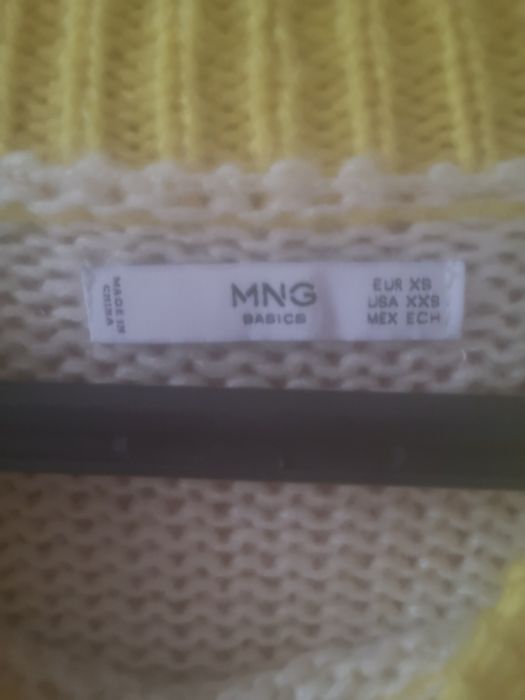 MADE IN
CHINA
MNG
BASICS
EUR XS
USA XXS
MEX ECH